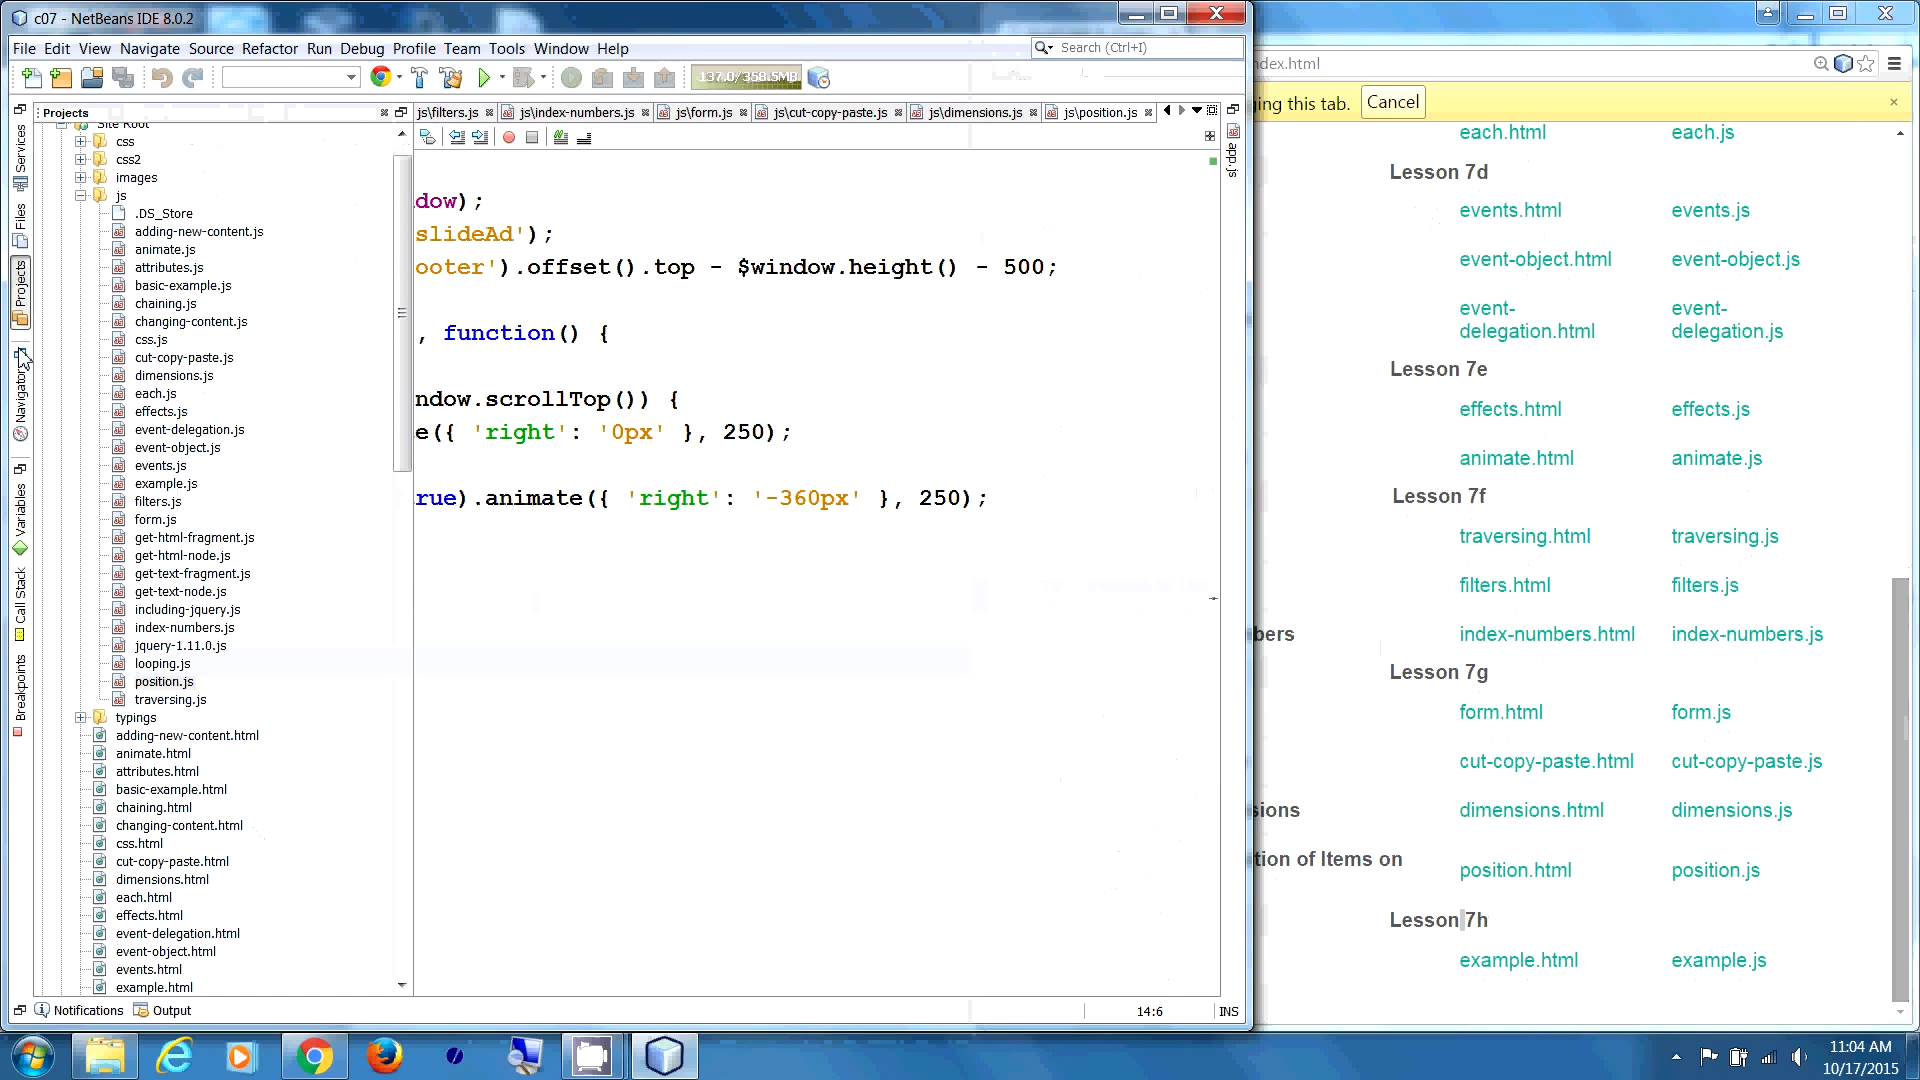 c07 - NetBeans IDE 8.0.2
File Edit View Navigate Source Refactor Run Debug Profile Team Tools Window Help
Search (Ctrl+I)
137.0/358.5MB
Projects
js\filters.js
js\index-numbers.js
js\form.js
js\cut-copy-paste.js
js\dimensions.js
js\position.js
Services
Files
Projects
Navigator
Variables
Call Stack
Breakpoints
app.js
Site Root
css
css2
images
js
.DS_Store
adding-new-content.js
animate.js
attributes.js
basic-example.js
chaining.js
changing-content.js
css.js
cut-copy-paste.js
dimensions.js
each.js
effects.js
event-delegation.js
event-object.js
events.js
example.js
filters.js
form.js
get-html-fragment.js
get-html-node.js
get-text-fragment.js
get-text-node.js
including-jquery.js
index-numbers.js
jquery-1.11.0.js
looping.js
position.js
traversing.js
typings
adding-new-content.html
animate.html
attributes.html
basic-example.html
chaining.html
changing-content.html
css.html
cut-copy-paste.html
dimensions.html
each.html
effects.html
event-delegation.html
event-object.html
events.html
example.html
dow);
slideAd');
ooter').offset().top - $window.height() - 500;
, function() {
ndow.scrollTop()) {
e({ 'right': '0px' }, 250);
rue).animate({ 'right': '-360px' }, 250);
Notifications Output
14:6 INS
dex.html
ing this tab. Cancel
each.html each.js
Lesson 7d
events.html events.js
event-object.html event-object.js
event- event-
delegation.html delegation.js
Lesson 7e
effects.html effects.js
animate.html animate.js
Lesson 7f
traversing.html traversing.js
filters.html filters.js
bers index-numbers.html index-numbers.js
Lesson 7g
form.html form.js
cut-copy-paste.html cut-copy-paste.js
sions dimensions.html dimensions.js
tion of Items on
position.html position.js
Lesson 7h
example.html example.js
11:04 AM
10/17/2015